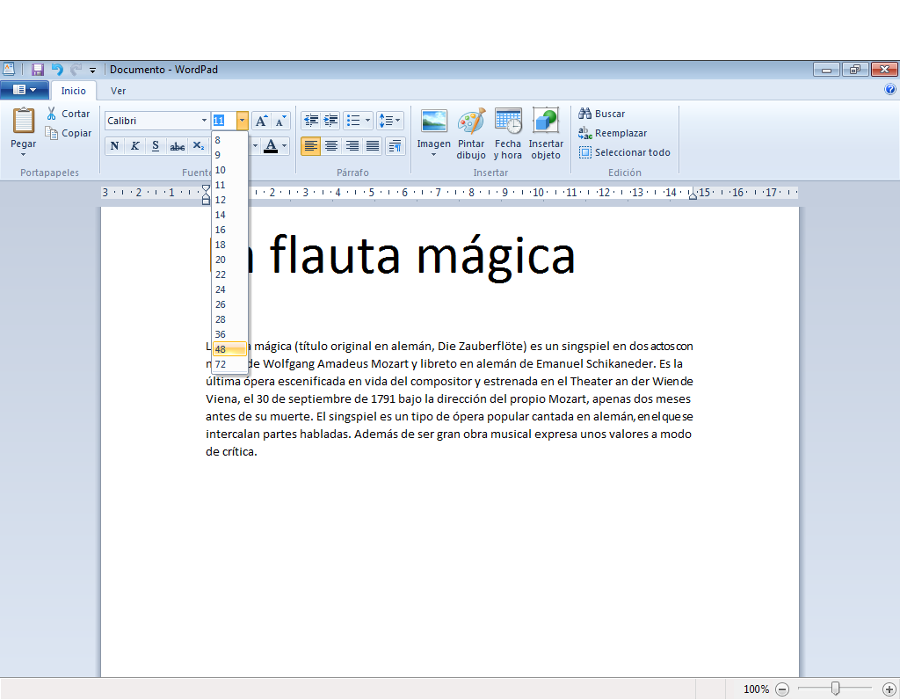 Documento - WordPad
Inicio Ver
Pegar
Cortar
Copiar
Portapapeles
Calibri 11
N K S abc X₂ A
Fuente
Párrafo
Imagen
Pintar dibujo
Fecha y hora
Insertar objeto
Insertar
Buscar
Reemplazar
Seleccionar todo
Edición
3 2 1 1 2 3 4 5 6 7 8 9 10 11 12 13 14 15 16 17
8
9
10
11
12
14
16
18
20
22
24
26
28
36
48
72
flauta mágica
mágica (título original en alemán, Die Zauberflöte) es un singspiel en dos actos con
de Wolfgang Amadeus Mozart y libreto en alemán de Emanuel Schikaneder. Es la
última ópera escenificada en vida del compositor y estrenada en el Theater an der Wien de
Viena, el 30 de septiembre de 1791 bajo la dirección del propio Mozart, apenas dos meses
antes de su muerte. El singspiel es un tipo de ópera popular cantada en alemán, en el que se
intercalan partes habladas. Además de ser gran obra musical expresa unos valores a modo
de crítica.
100%